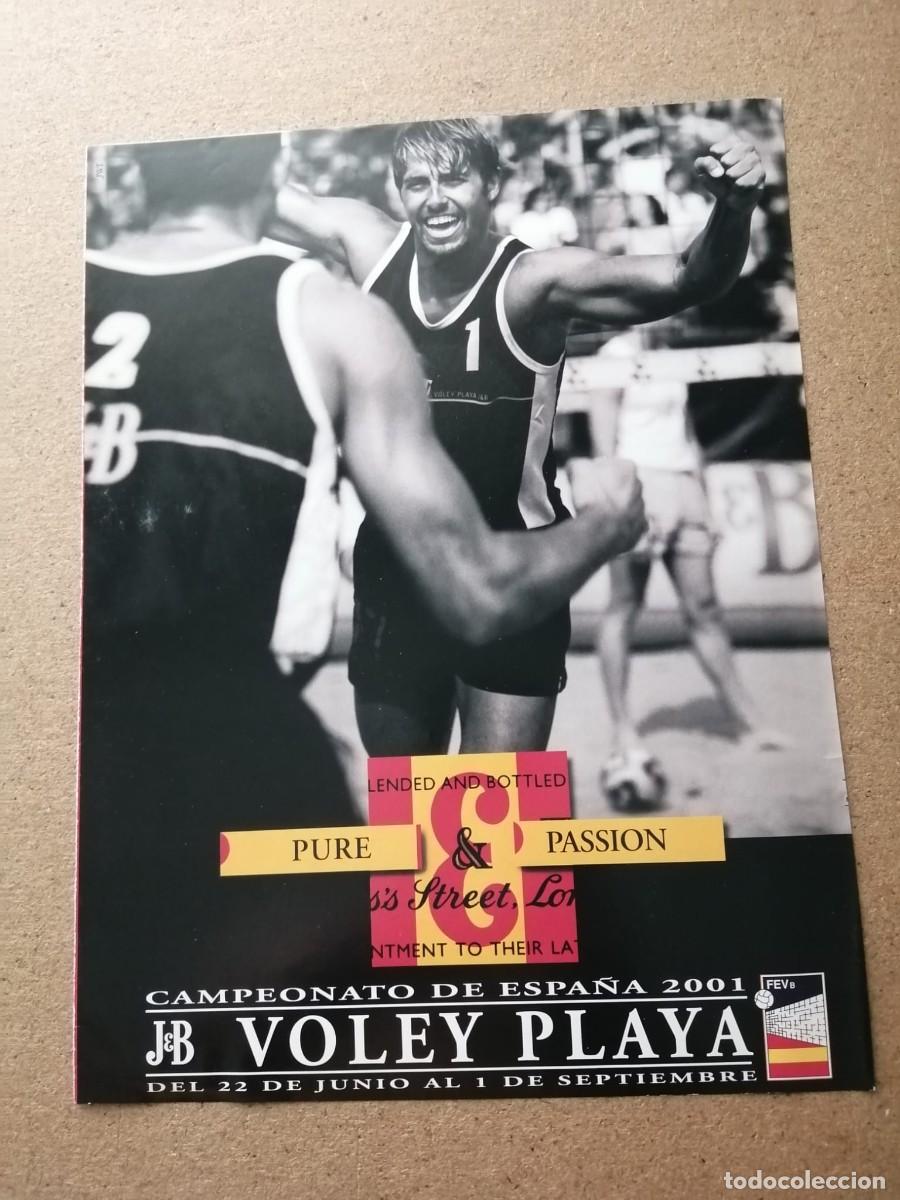 JWT
2
J&B
1
VOLEY PLAYA J&B
&B
LENDED AND BOTTLED
PURE & PASSION
s's Street, Lon
NTMENT TO THEIR LAT
CAMPEONATO DE ESPAÑA 2001
J&B VOLEY PLAYA
FEVB
DEL 22 DE JUNIO AL 1 DE SEPTIEMBRE
todocoleccion